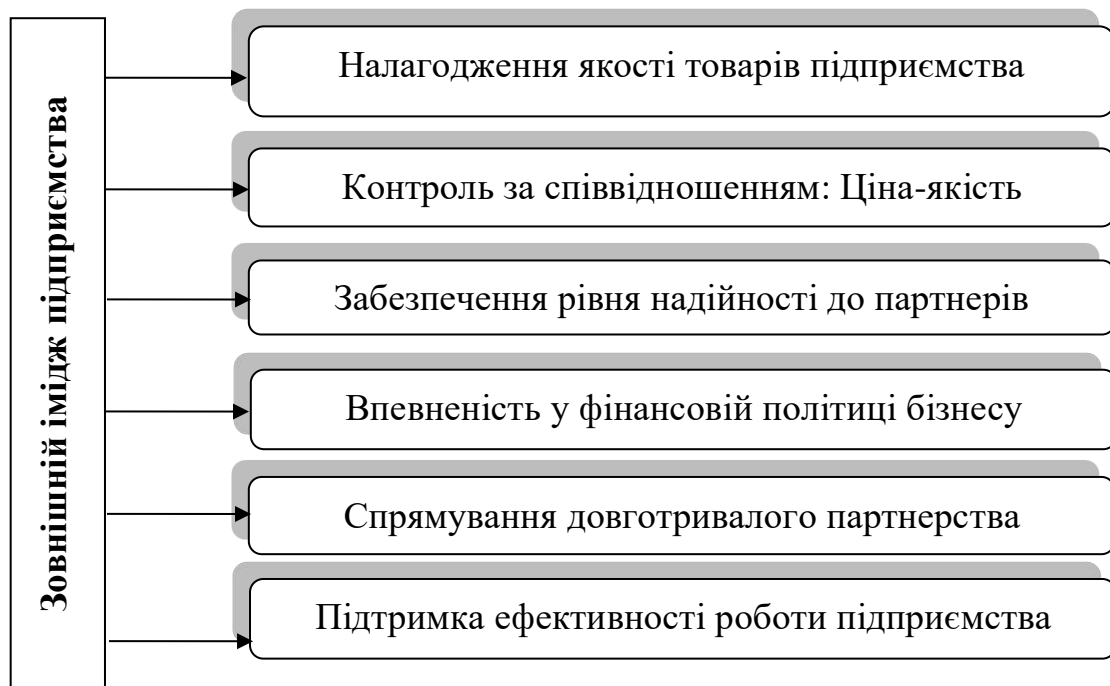 Зовнішній імідж підприємства
Налагодження якості товарів підприємства
Контроль за співвідношенням: Ціна-якість
Забезпечення рівня надійності до партнерів
Впевненість у фінансовій політиці бізнесу
Спрямування довготривалого партнерства
Підтримка ефективності роботи підприємства